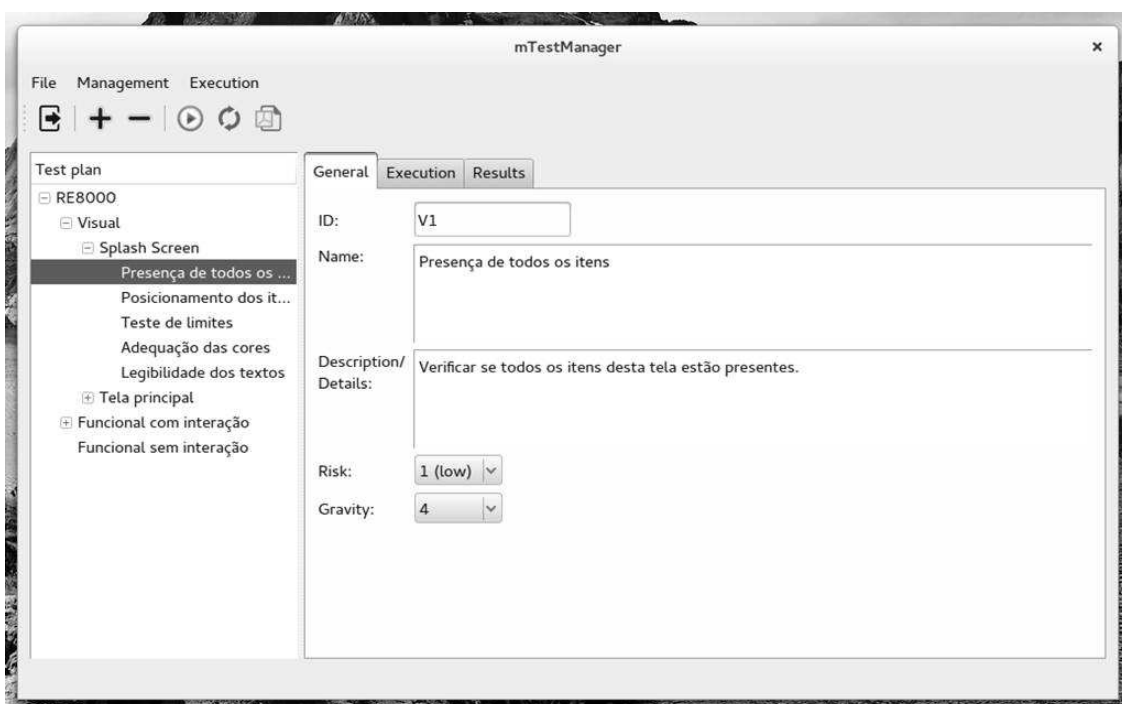 mTestManager
File Management Execution
Test plan
RE8000
Visual
Splash Screen
Presença de todos os ...
Posicionamento dos it...
Teste de limites
Adequação das cores
Legibilidade dos textos
Tela principal
Funcional com interação
Funcional sem interação
General Execution Results
ID: V1
Name: Presença de todos os itens
Description/ Verificar se todos os itens desta tela estão presentes.
Details:
Risk: 1 (low)
Gravity: 4